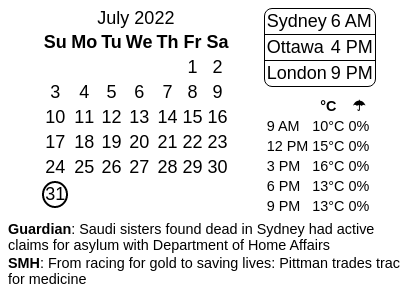 July 2022
Su Mo Tu We Th Fr Sa
1 2
3 4 5 6 7 8 9
10 11 12 13 14 15 16
17 18 19 20 21 22 23
24 25 26 27 28 29 30
31
Sydney 6 AM
Ottawa 4 PM
London 9 PM
°C ☂
9 AM 10°C 0%
12 PM 15°C 0%
3 PM 16°C 0%
6 PM 13°C 0%
9 PM 13°C 0%
Guardian: Saudi sisters found dead in Sydney had active
claims for asylum with Department of Home Affairs
SMH: From racing for gold to saving lives: Pittman trades trac
for medicine